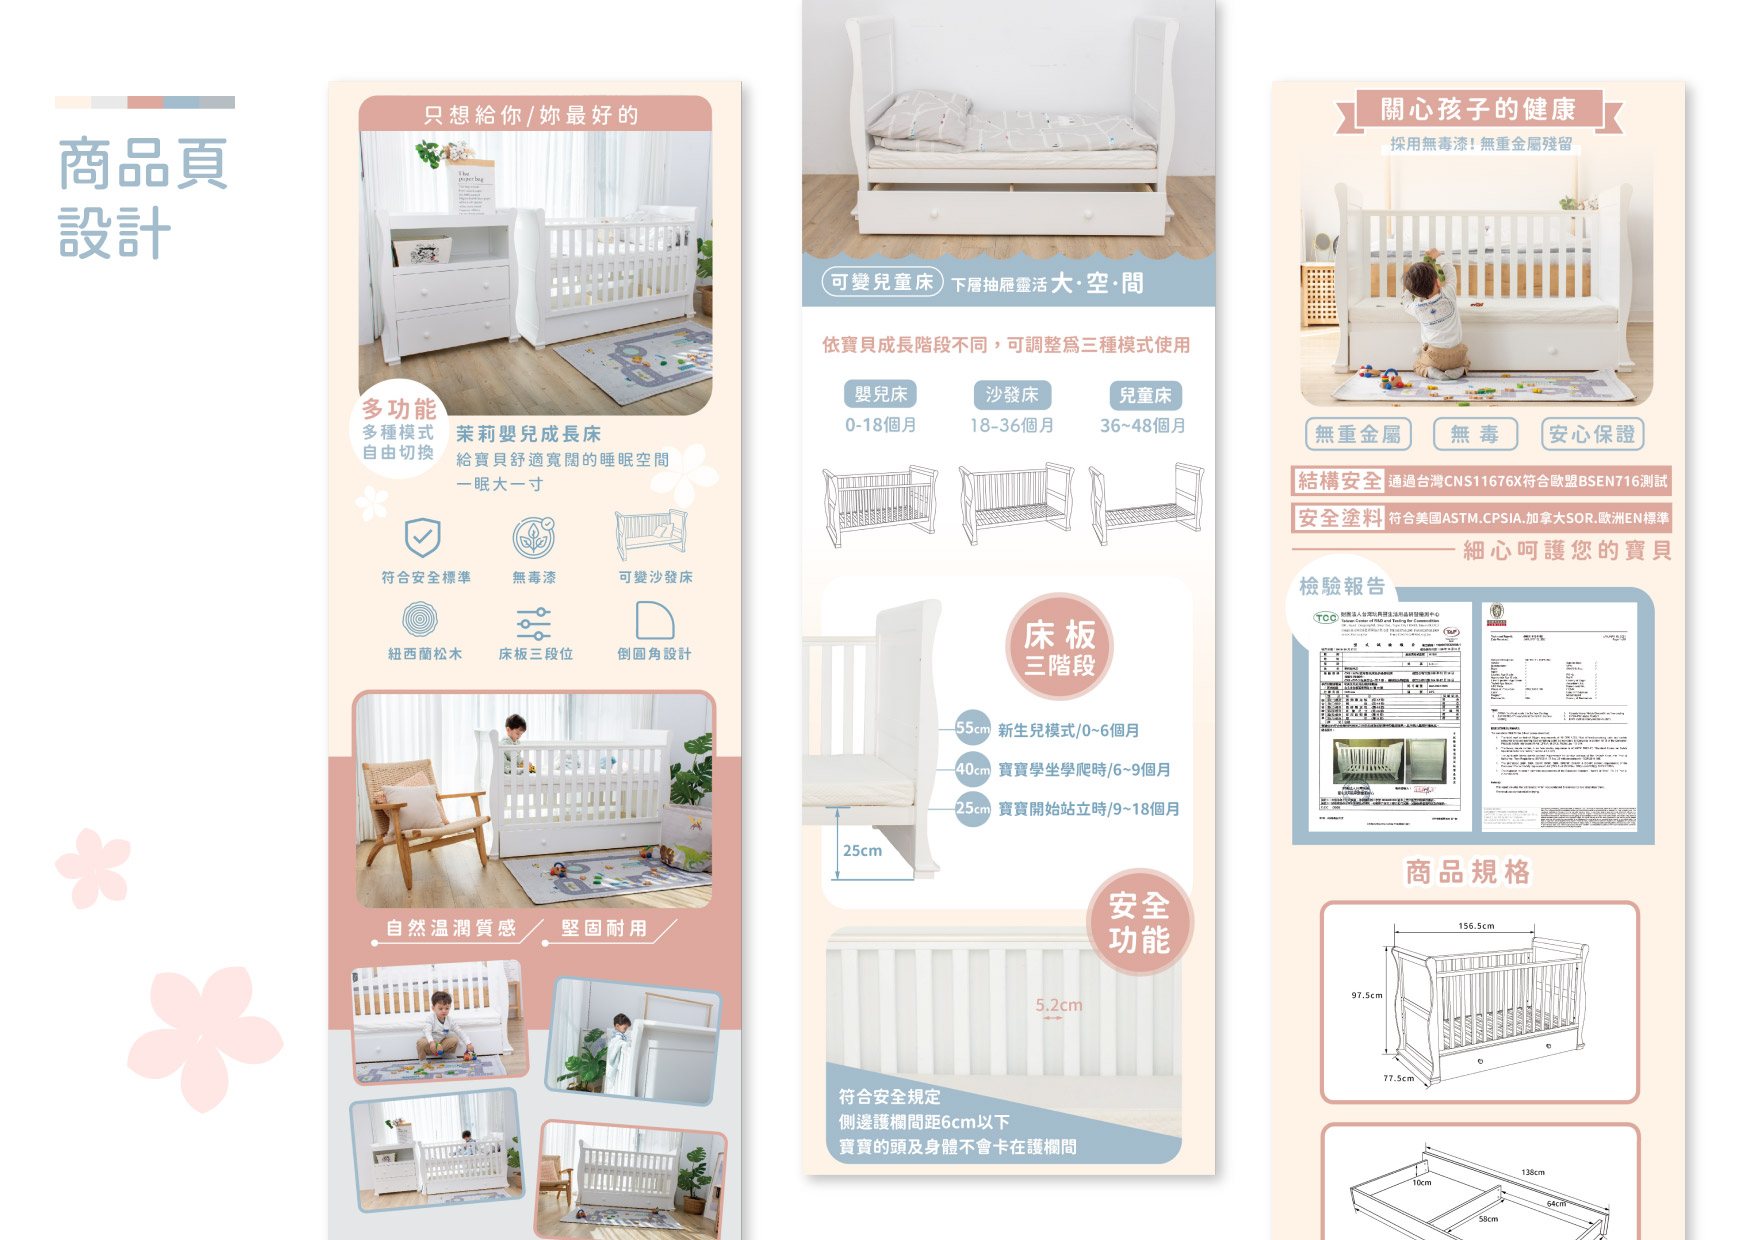 商品頁
設計
只想給你/妳最好的
多功能
多種模式
自由切換
茉莉嬰兒成長床
給寶貝舒適寬闊的睡眠空間
一眠大一寸
符合安全標準
無毒漆
可變沙發床
紐西蘭松木
床板三段位
倒圓角設計
自然溫潤質感
堅固耐用
可變兒童床 下層抽屜靈活 大·空·間
依寶貝成長階段不同，可調整為三種模式使用
嬰兒床
沙發床
兒童床
0-18個月
18-36個月
36~48個月
床板
三階段
55cm 新生兒模式/0~6個月
40cm 寶寶學坐學爬時/6~9個月
25cm 寶寶開始站立時/9~18個月
25cm
安全
功能
5.2cm
符合安全規定
側邊護欄間距6cm以下
寶寶的頭及身體不會卡在護欄間
關心孩子的健康
採用無毒漆！無重金屬殘留
無重金屬
無毒
安心保證
結構安全 通過台灣CNS11676X符合歐盟BSEN716測試
安全塗料 符合美國ASTM.CPSIA.加拿大SOR.歐洲EN標準
細心呵護您的寶貝
檢驗報告
TCC
商品規格
156.5cm
97.5cm
77.5cm
138cm
10cm
64cm
58cm